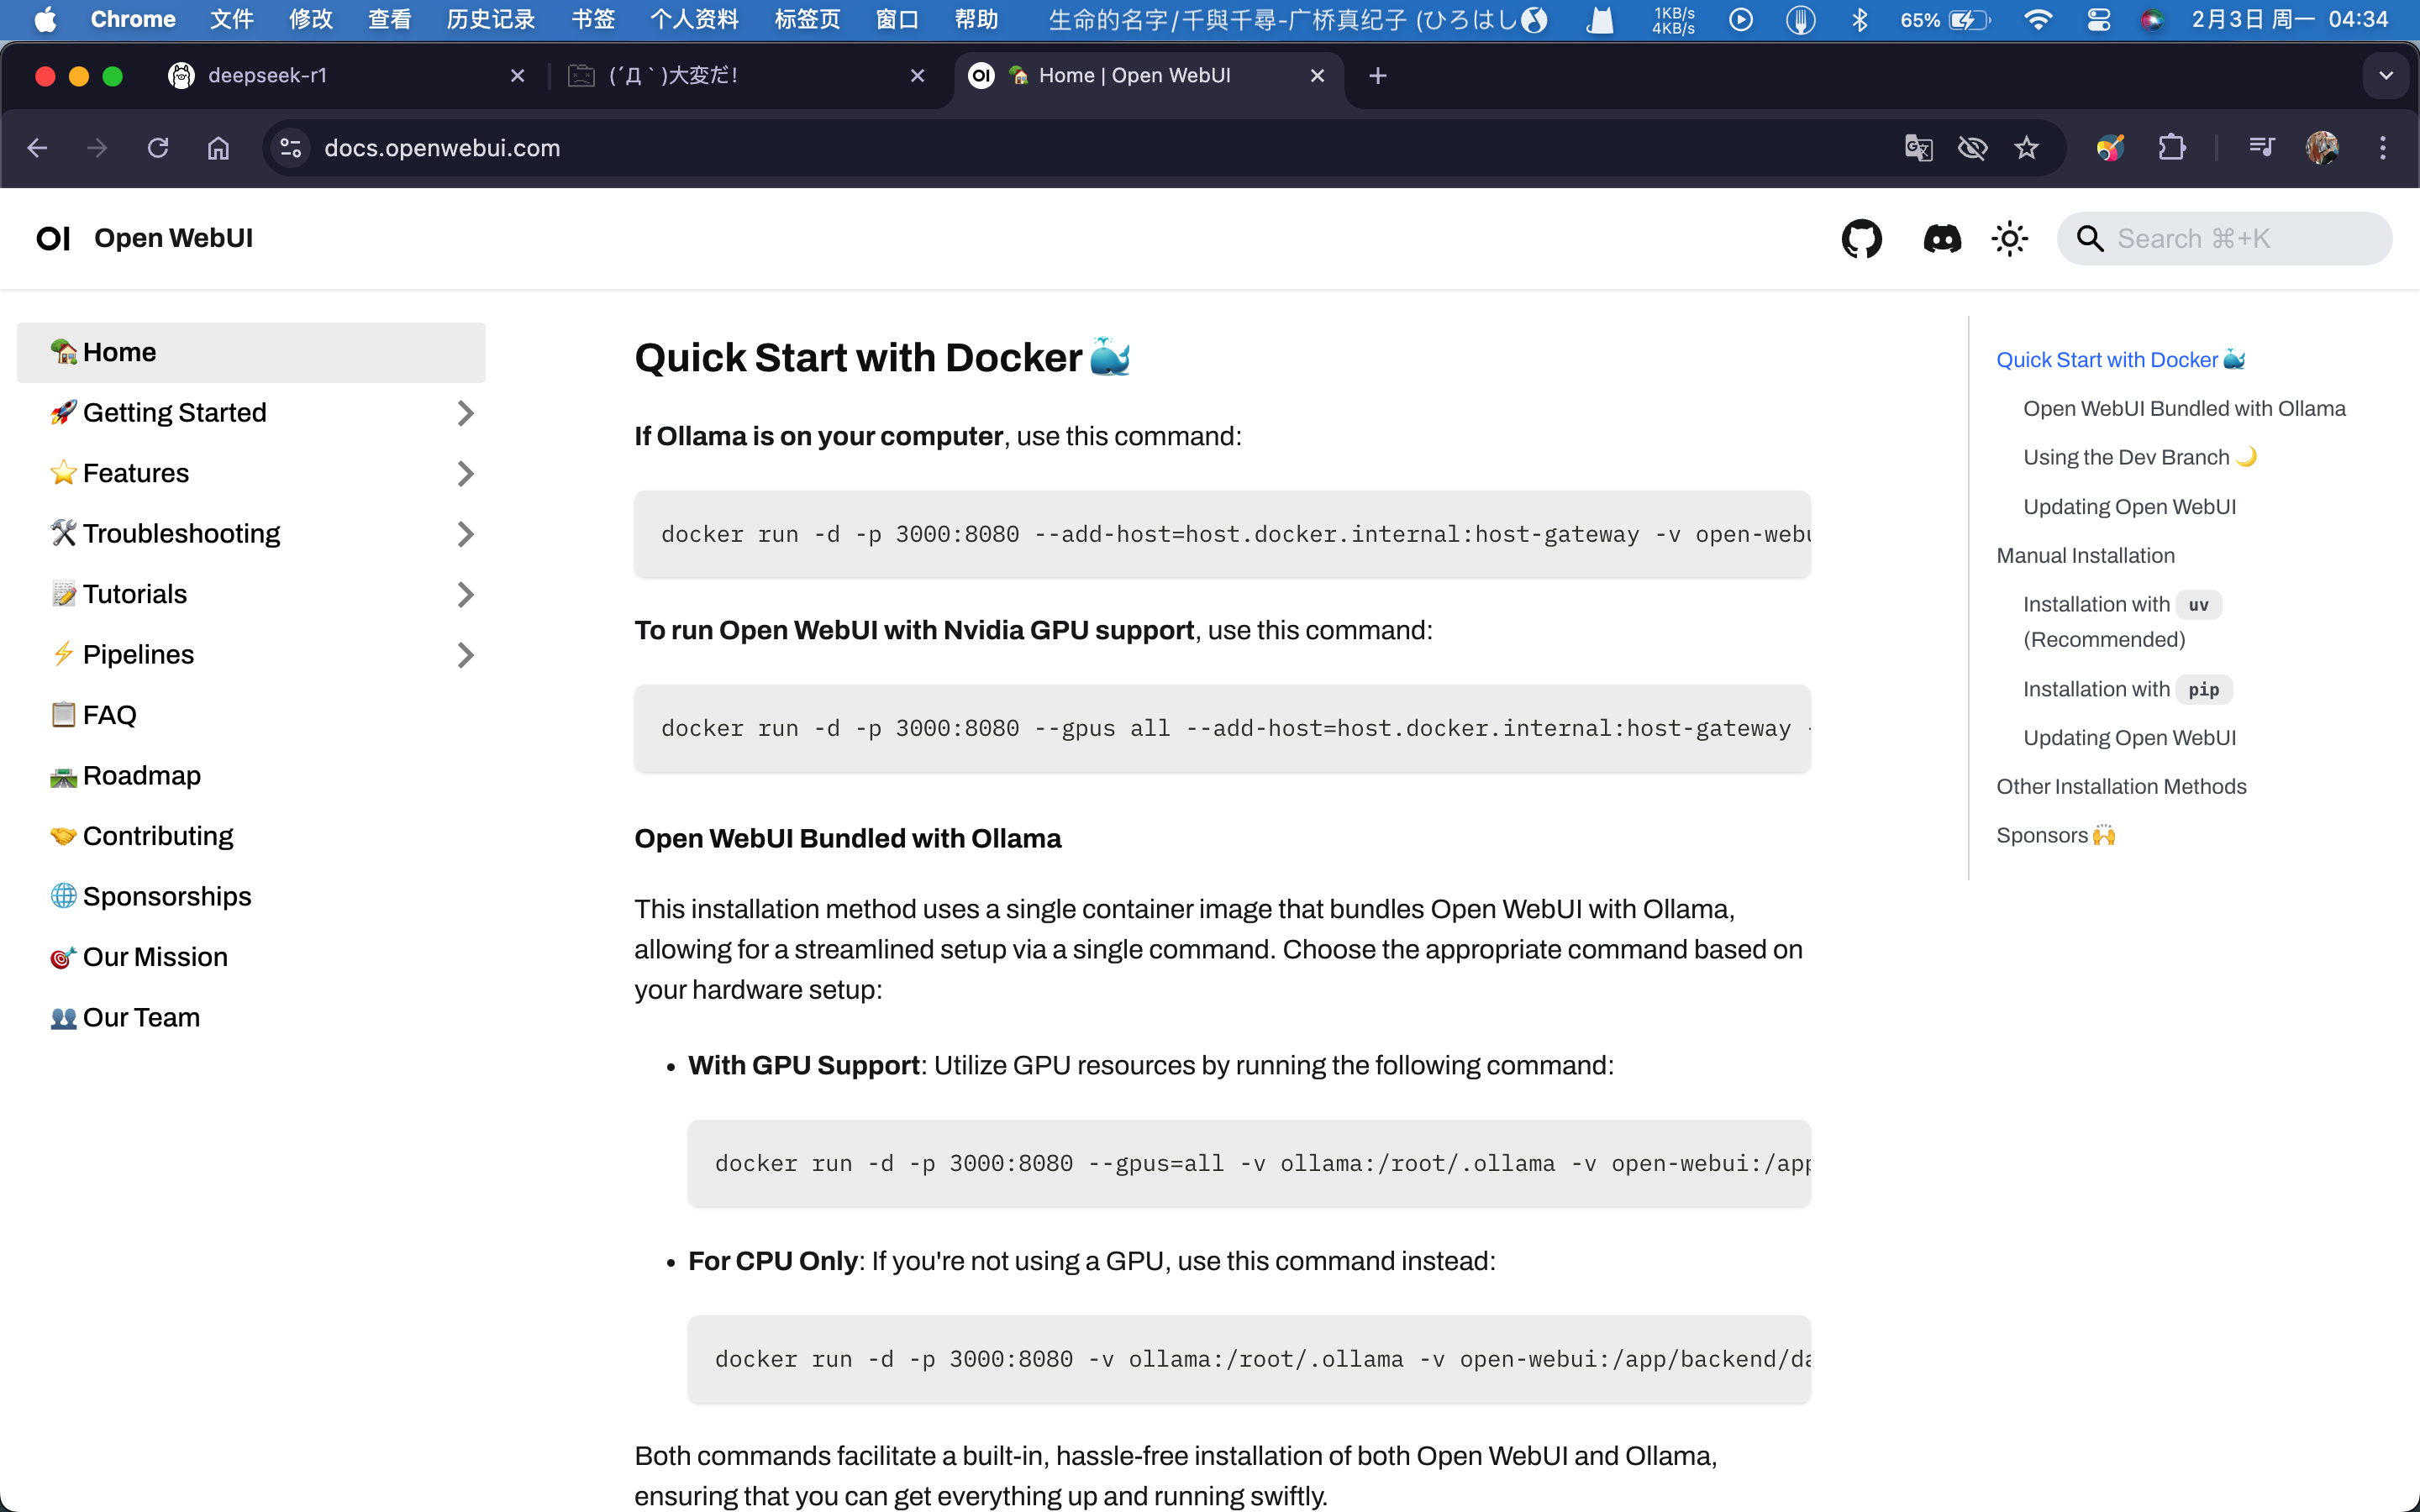 Chrome 文件 修改 查看 历史记录 书签 个人资料 标签页 窗口 帮助 生命的名字/千與千尋-广桥真纪子 (ひろはし 1KB/s 4KB/s 65% 2月3日 周一 04:34
deepseek-r1 (´Д`)大変だ! Home | Open WebUI
docs.openwebui.com
OI Open WebUI Search ⌘+K
Home
Getting Started
Features
Troubleshooting
Tutorials
Pipelines
FAQ
Roadmap
Contributing
Sponsorships
Our Mission
Our Team
Quick Start with Docker
If Ollama is on your computer, use this command:
docker run -d -p 3000:8080 --add-host=host.docker.internal:host-gateway -v open-webu
To run Open WebUI with Nvidia GPU support, use this command:
docker run -d -p 3000:8080 --gpus all --add-host=host.docker.internal:host-gateway -
Open WebUI Bundled with Ollama
This installation method uses a single container image that bundles Open WebUI with Ollama,
allowing for a streamlined setup via a single command. Choose the appropriate command based on
your hardware setup:
• With GPU Support: Utilize GPU resources by running the following command:
docker run -d -p 3000:8080 --gpus=all -v ollama:/root/.ollama -v open-webui:/app
• For CPU Only: If you're not using a GPU, use this command instead:
docker run -d -p 3000:8080 -v ollama:/root/.ollama -v open-webui:/app/backend/da
Both commands facilitate a built-in, hassle-free installation of both Open WebUI and Ollama,
ensuring that you can get everything up and running swiftly.
Quick Start with Docker
Open WebUI Bundled with Ollama
Using the Dev Branch
Updating Open WebUI
Manual Installation
Installation with uv
(Recommended)
Installation with pip
Updating Open WebUI
Other Installation Methods
Sponsors